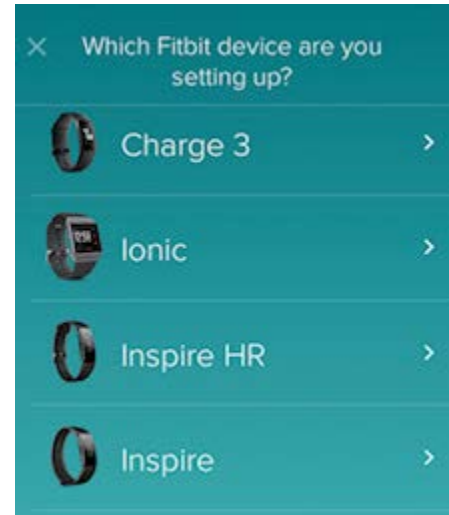 Which Fitbit device are you
setting up?
Charge 3
Ionic
Inspire HR
Inspire